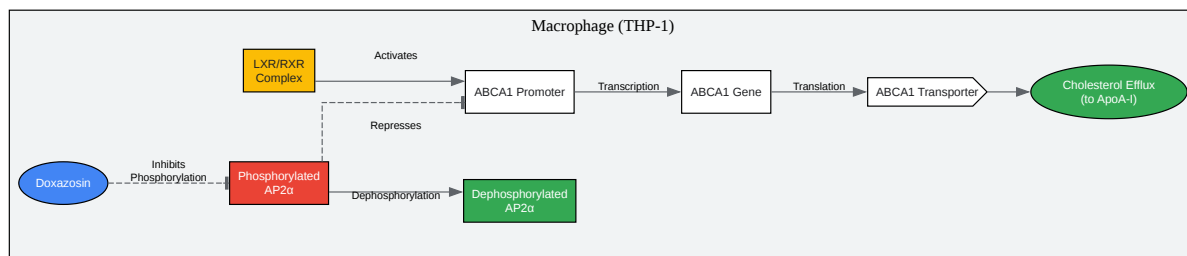 Macrophage (THP-1)
LXR/RXR
Complex
Activates
ABCA1 Promoter
Transcription
ABCA1 Gene
Translation
ABCA1 Transporter
Cholesterol Efflux
(to ApoA-I)
Represses
Doxazosin
Inhibits
Phosphorylation
Phosphorylated
AP2α
Dephosphorylation
Dephosphorylated
AP2α